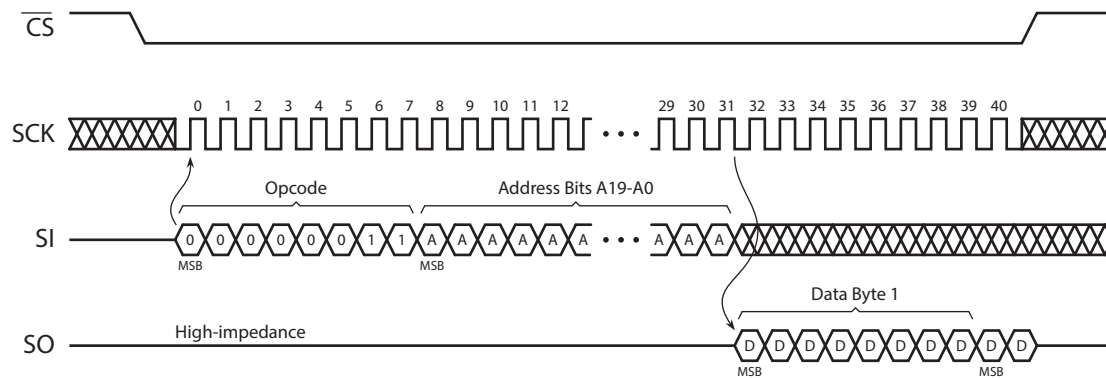 CS
0 1 2 3 4 5 6 7 8 9 10 11 12 29 30 31 32 33 34 35 36 37 38 39 40
SCK
Opcode Address Bits A19-A0
SI 0 0 0 0 0 0 1 1 A A A A A A A A A
MSB MSB
Data Byte 1
High-impedance
SO D D D D D D D D D D
MSB MSB